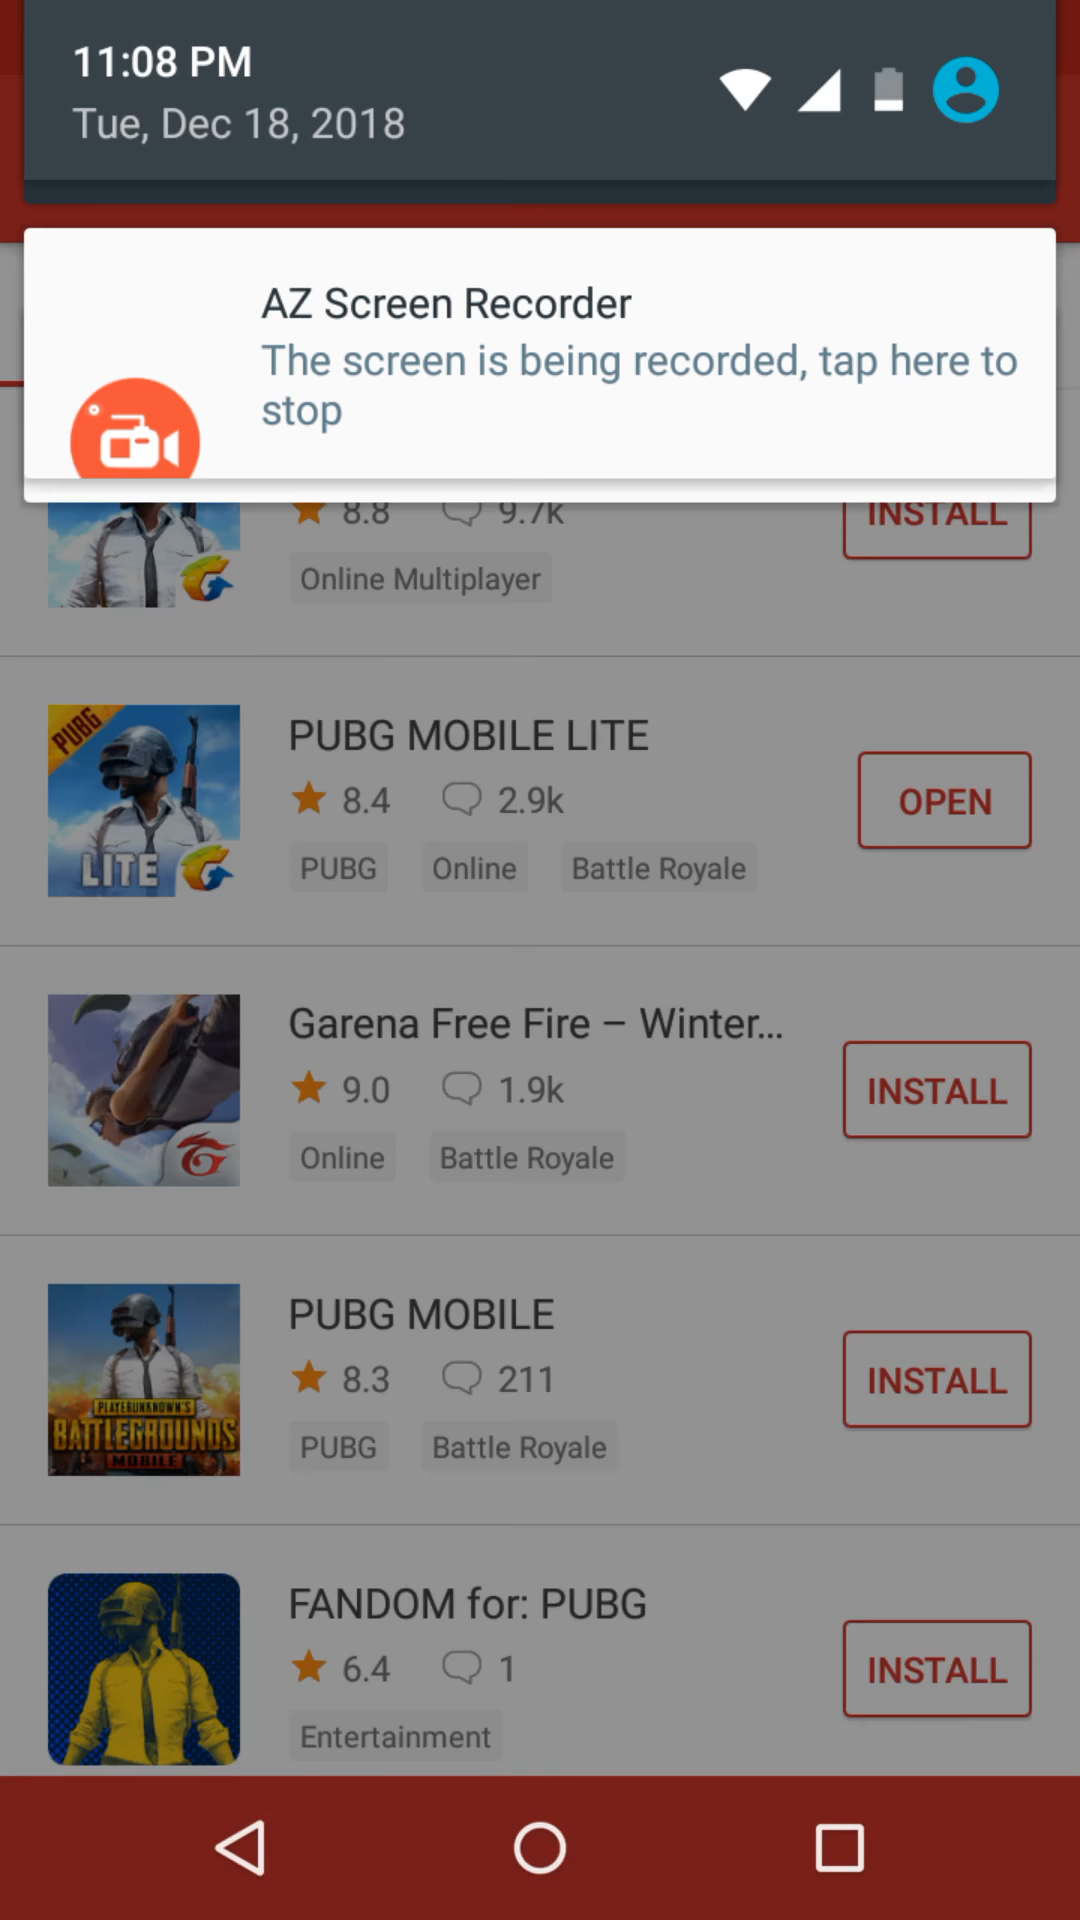 11:08 PM
Tue, Dec 18, 2018
AZ Screen Recorder
The screen is being recorded, tap here to
stop
8.8 9.7k
INSTALL
Online Multiplayer
PUBG
LITE
PUBG MOBILE LITE
8.4 2.9k
PUBG Online Battle Royale
OPEN
Garena Free Fire – Winter...
9.0 1.9k
Online Battle Royale
INSTALL
PLAYERUNKNOWN'S
BATTLEGROUNDS
MOBILE
PUBG MOBILE
8.3 211
PUBG Battle Royale
INSTALL
FANDOM for: PUBG
6.4 1
Entertainment
INSTALL